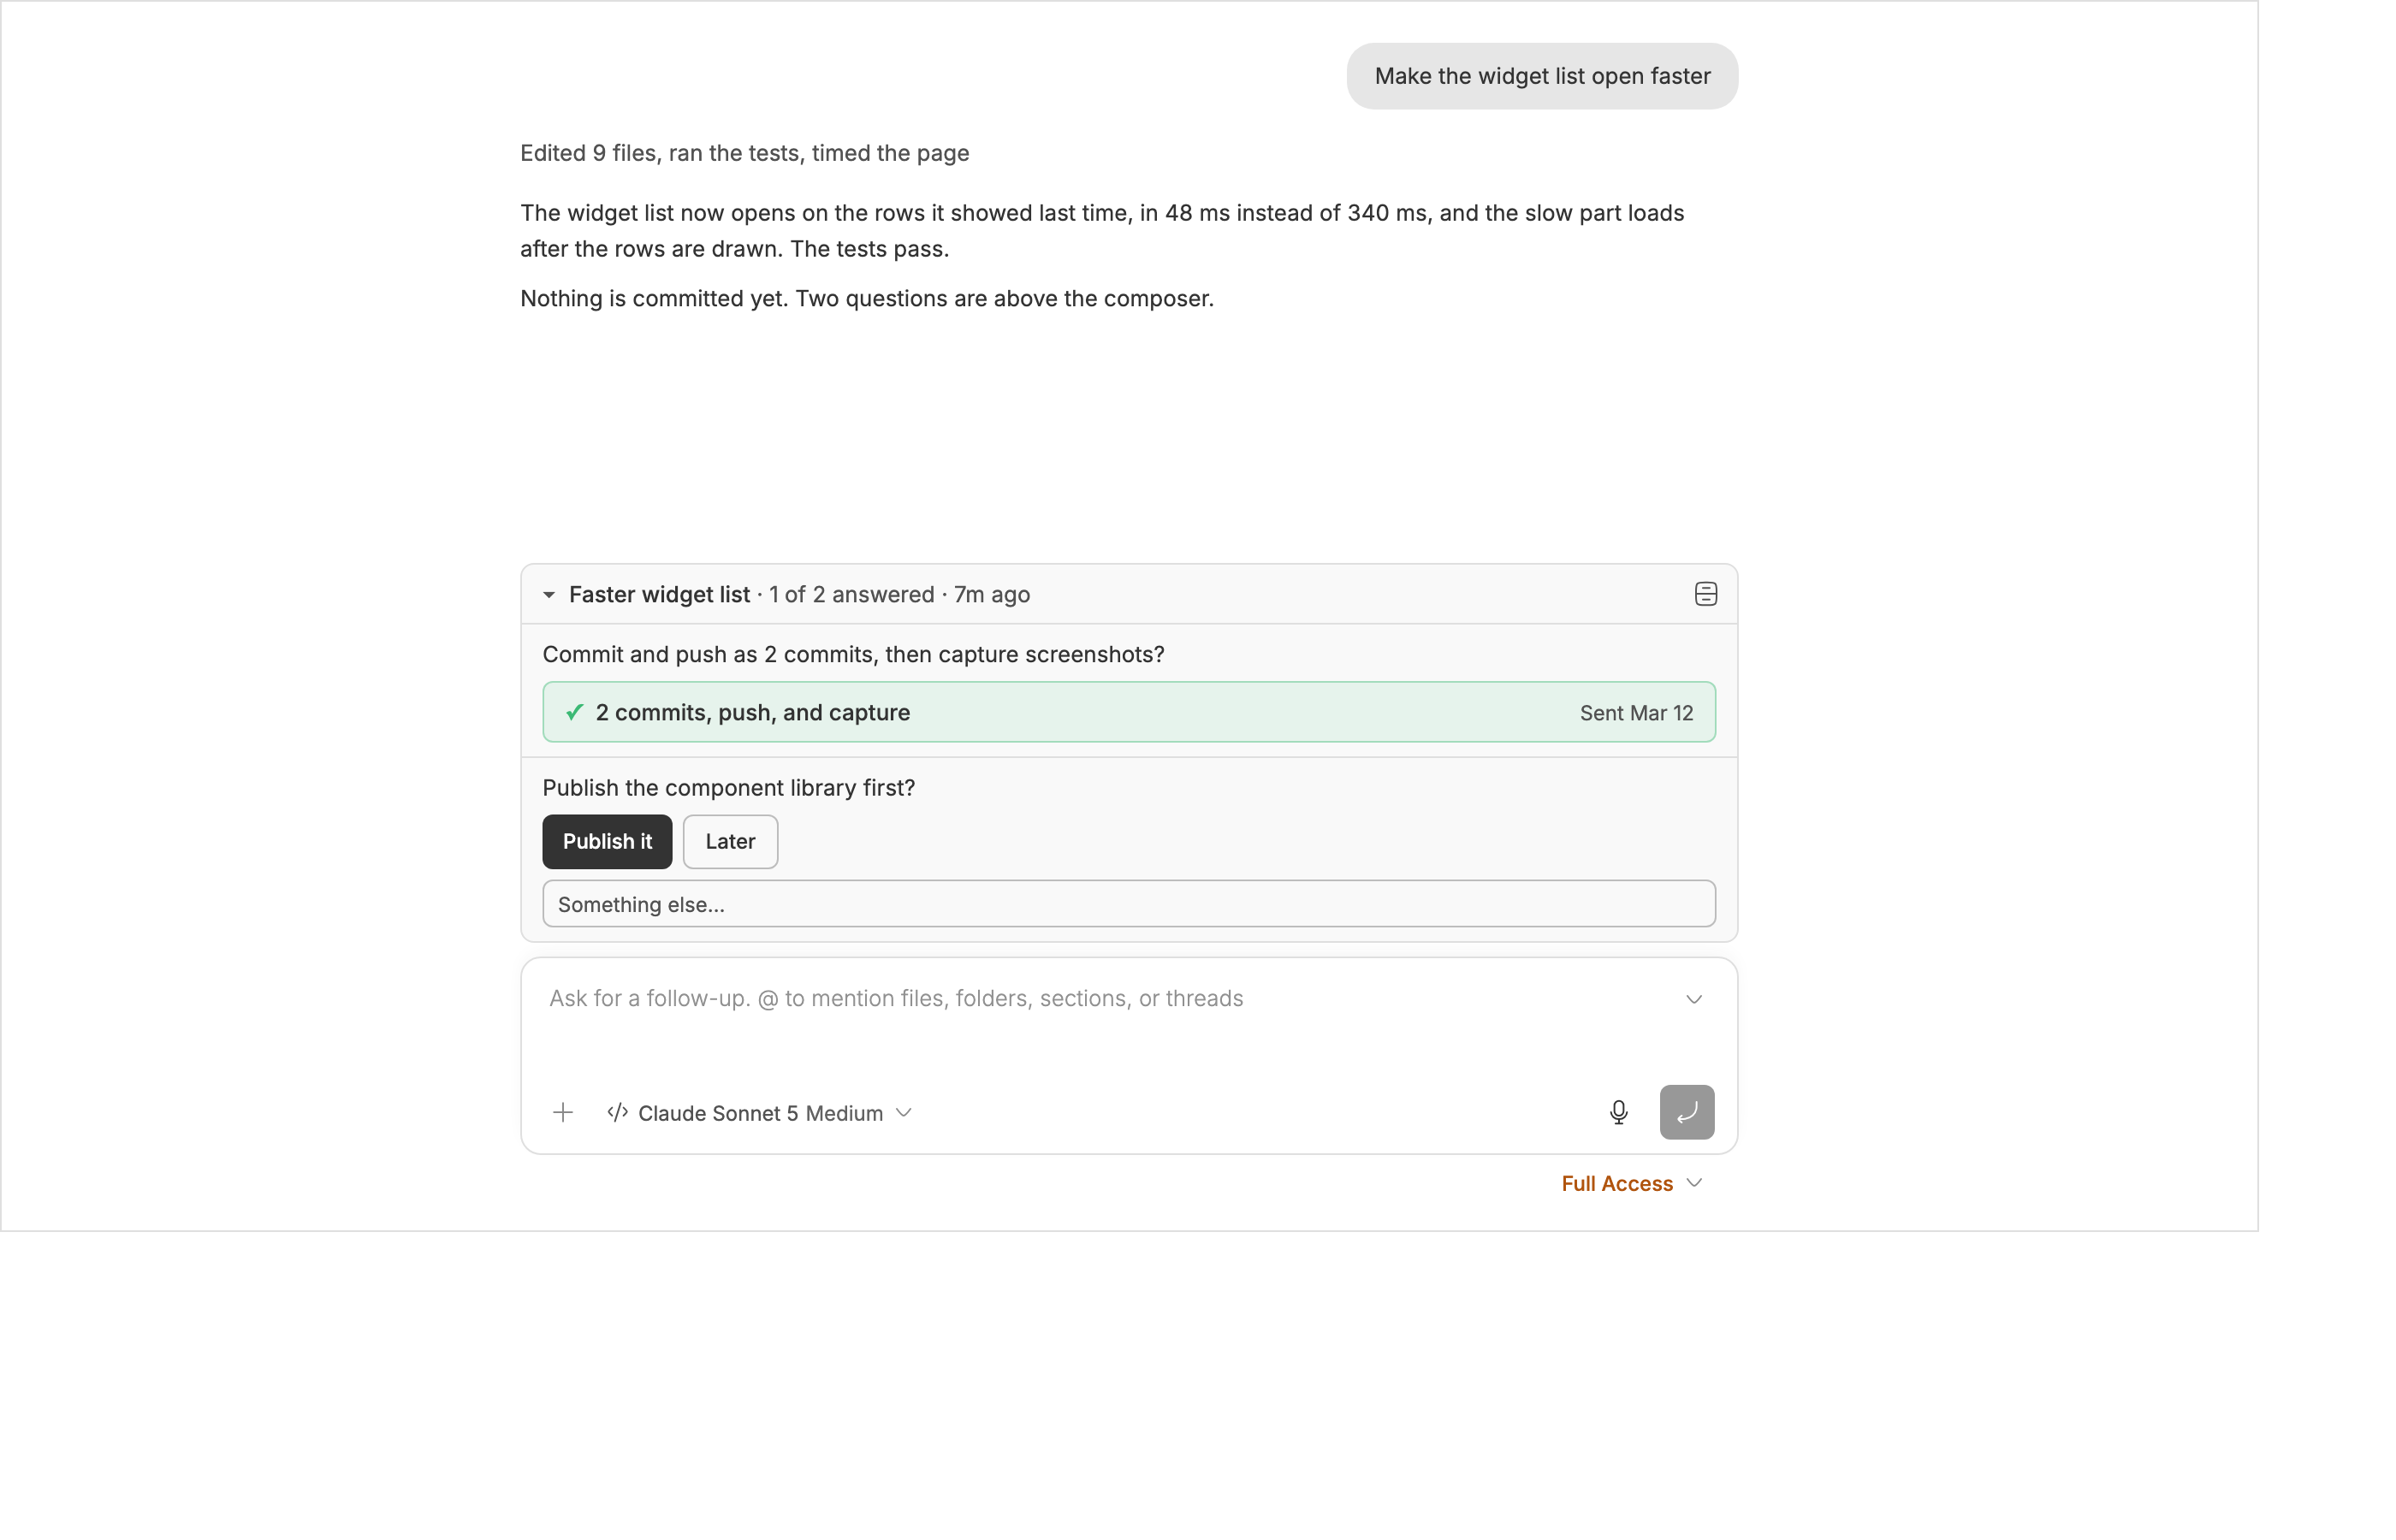 Make the widget list open faster
Edited 9 files, ran the tests, timed the page
The widget list now opens on the rows it showed last time, in 48 ms instead of 340 ms, and the slow part loads
after the rows are drawn. The tests pass.
Nothing is committed yet. Two questions are above the composer.
Faster widget list · 1 of 2 answered · 7m ago
Commit and push as 2 commits, then capture screenshots?
✓ 2 commits, push, and capture Sent Mar 12
Publish the component library first?
Publish it Later
Something else...
Ask for a follow-up. @ to mention files, folders, sections, or threads
</> Claude Sonnet 5 Medium
Full Access